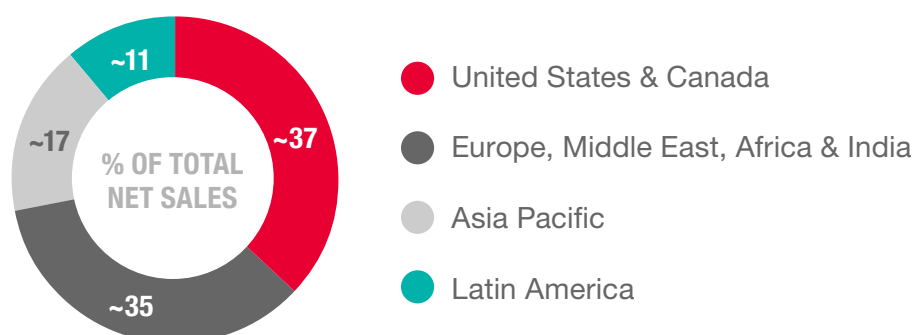 ~11
~37
~17
% OF TOTAL
NET SALES
~35
United States & Canada
Europe, Middle East, Africa & India
Asia Pacific
Latin America